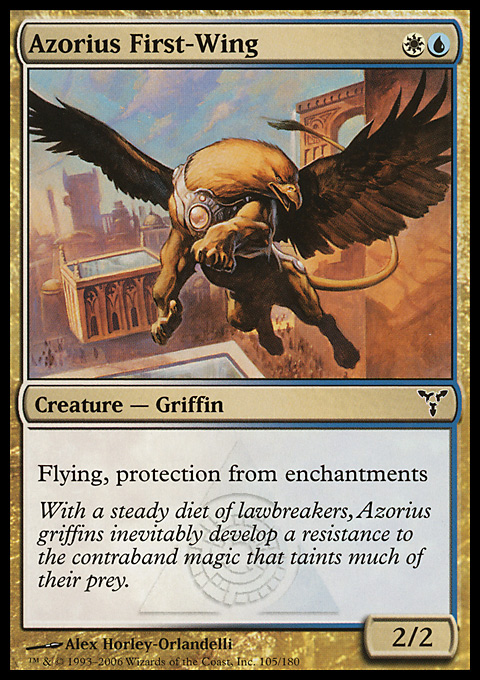 Azorius First-Wing
Creature — Griffin
Flying, protection from enchantments
With a steady diet of lawbreakers, Azorius
griffins inevitably develop a resistance to
the contraband magic that taints much of
their prey.
Alex Horley-Orlandelli
2/2
™ & © 1993–2006 Wizards of the Coast, Inc. 105/180